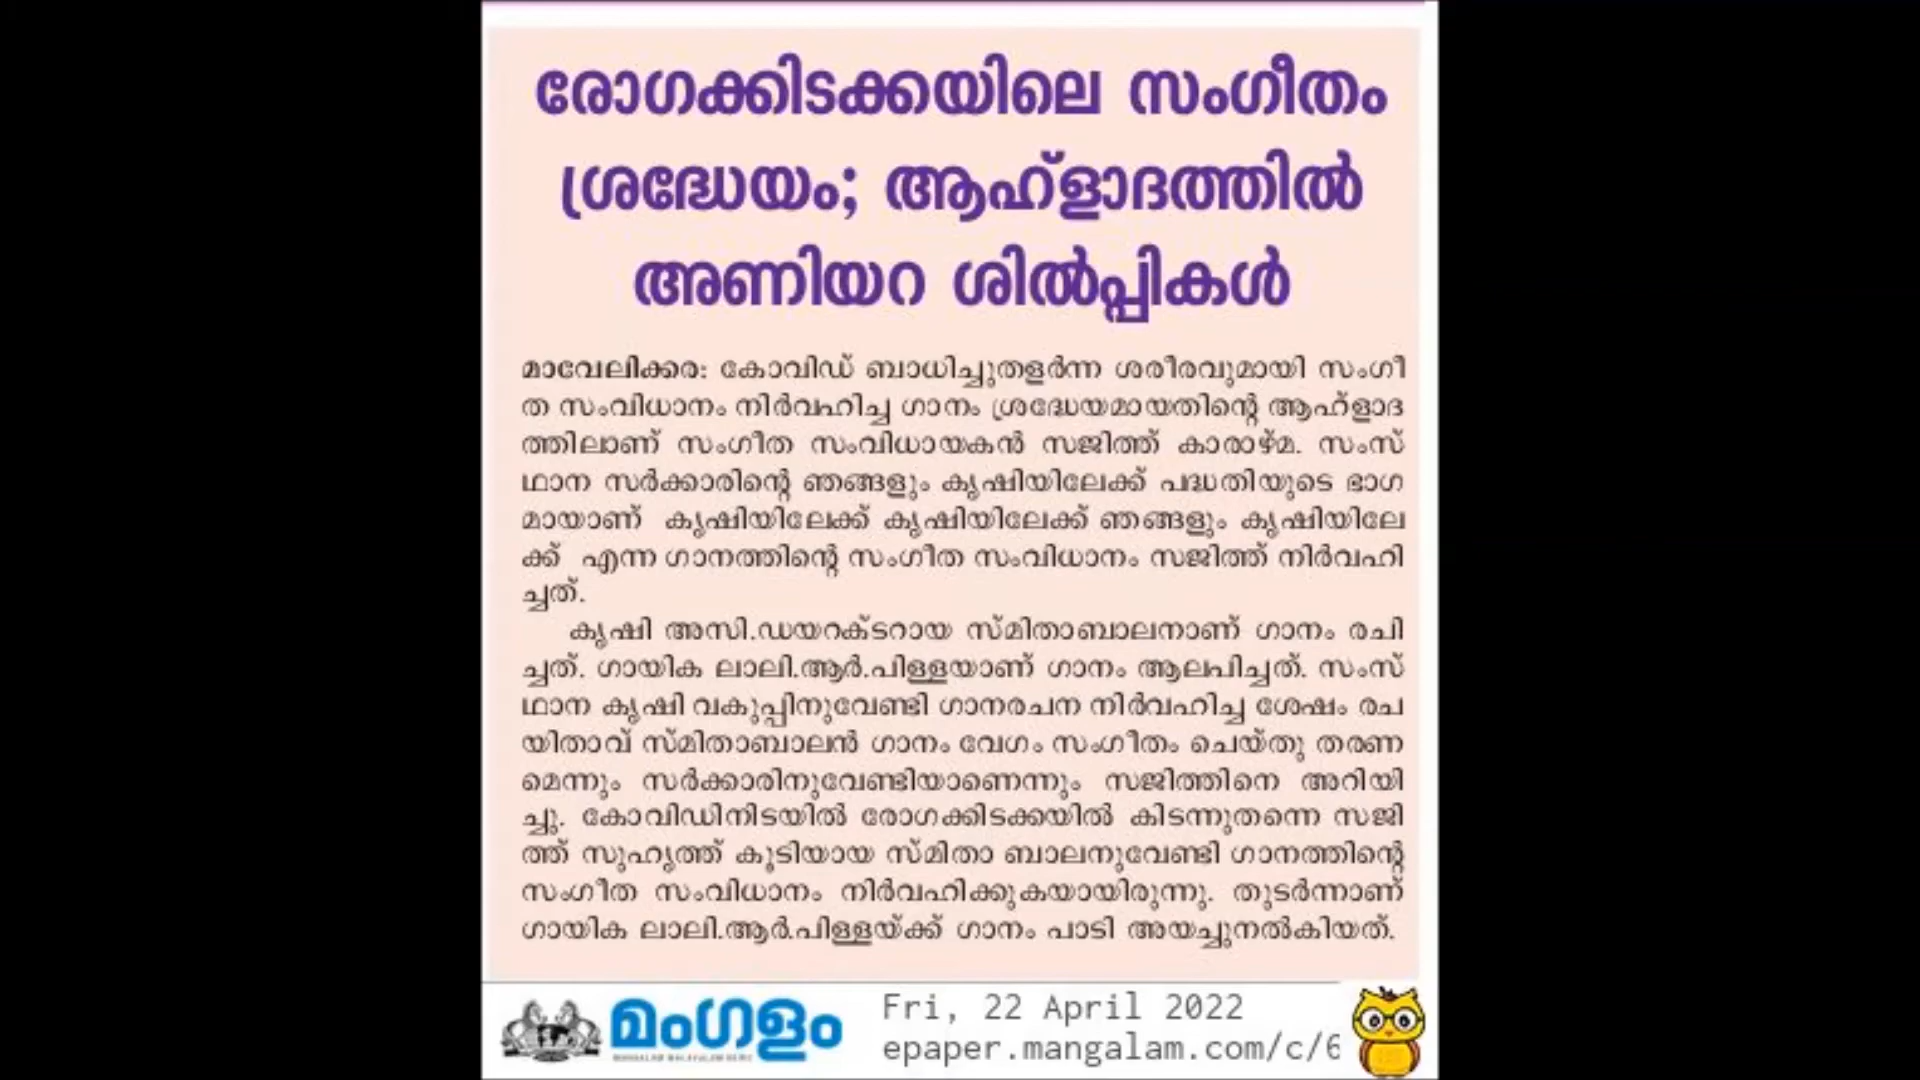 രോഗക്കിടക്കയിലെ സംഗീതം
ശ്രദ്ധേയം; ആഹ്ളാദത്തിൽ
അണിയറ ശിൽപ്പികൾ
മാവേലിക്കര: കോവിഡ് ബാധിച്ചുതളർന്ന ശരീരവുമായി സംഗീ
ത സംവിധാനം നിർവഹിച്ച ഗാനം ശ്രദ്ധേയമായതിന്റെ ആഹ്ളാദ
ത്തിലാണ് സംഗീത സംവിധായകൻ സജിത്ത് കാരാഴ്മ. സംസ്
ഥാന സർക്കാരിന്റെ ഞങ്ങളും കൃഷിയിലേക്ക് പദ്ധതിയുടെ ഭാഗ
മായാണ് കൃഷിയിലേക്ക് കൃഷിയിലേക്ക് ഞങ്ങളും കൃഷിയിലേ
ക്ക് എന്ന ഗാനത്തിന്റെ സംഗീത സംവിധാനം സജിത്ത് നിർവഹി
ച്ചത്.
കൃഷി അസി.ഡയറക്ടറായ സ്മിതാബാലനാണ് ഗാനം രചി
ച്ചത്. ഗായിക ലാലി.ആർ.പിള്ളയാണ് ഗാനം ആലപിച്ചത്. സംസ്
ഥാന കൃഷി വകുപ്പിനുവേണ്ടി ഗാനരചന നിർവഹിച്ച ശേഷം രച
യിതാവ് സ്മിതാബാലൻ ഗാനം വേഗം സംഗീതം ചെയ്തു തരണ
മെന്നും സർക്കാരിനുവേണ്ടിയാണെന്നും സജിത്തിനെ അറിയി
ച്ചു. കോവിഡിനിടയിൽ രോഗക്കിടക്കയിൽ കിടന്നുതന്നെ സജി
ത്ത് സുഹൃത്ത് കൂടിയായ സ്മിതാ ബാലനുവേണ്ടി ഗാനത്തിന്റെ
സംഗീത സംവിധാനം നിർവഹിക്കുകയായിരുന്നു. തുടർന്നാണ്
ഗായിക ലാലി.ആർ.പിള്ളയ്ക്ക് ഗാനം പാടി അയച്ചുനൽകിയത്.
മംഗളം
Fri, 22 April 2022
epaper.mangalam.com/c/6